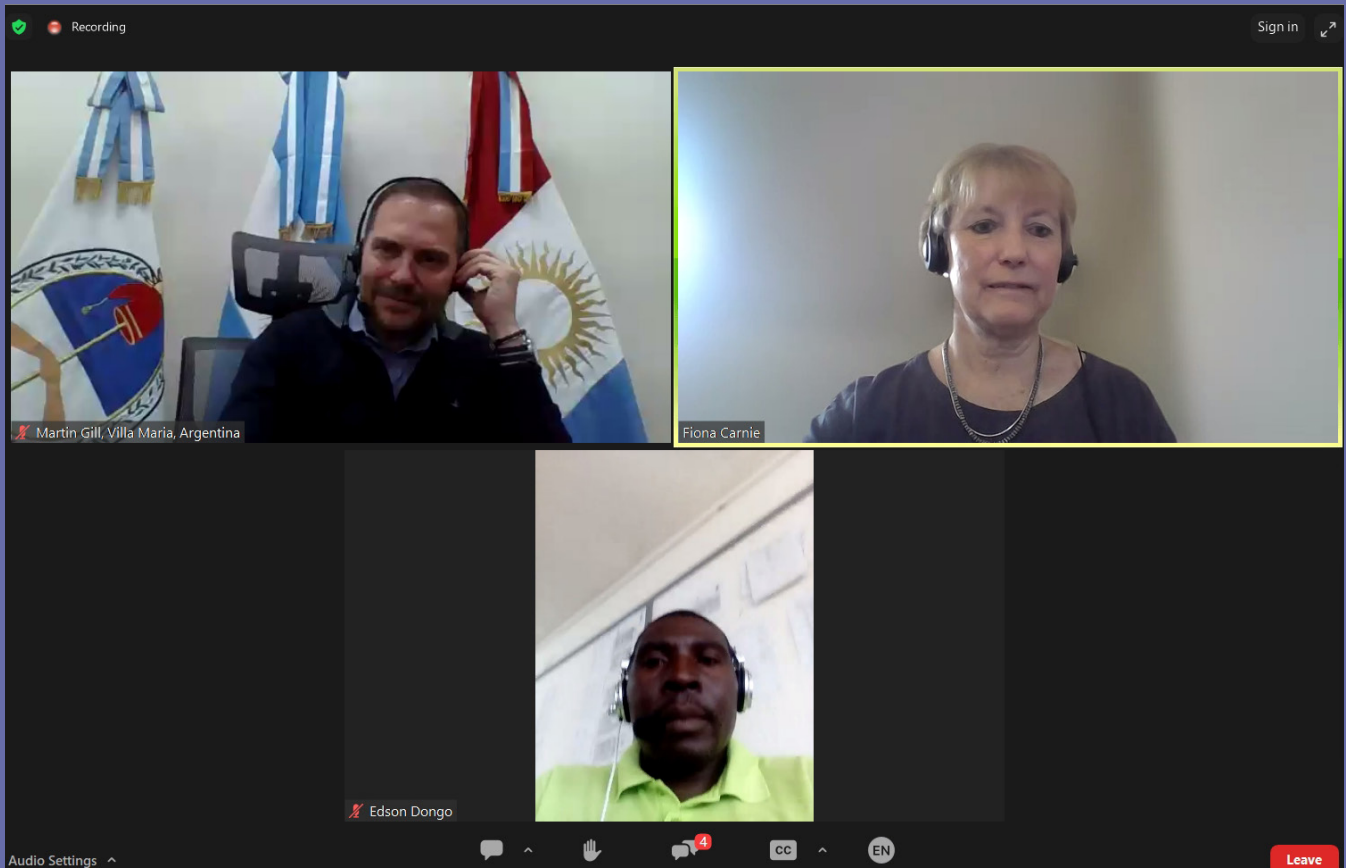 Recording
Sign in
Martin Gill, Villa Maria, Argentina
Fiona Carnie
Edson Dongo
4
CC
EN
Audio Settings
Leave